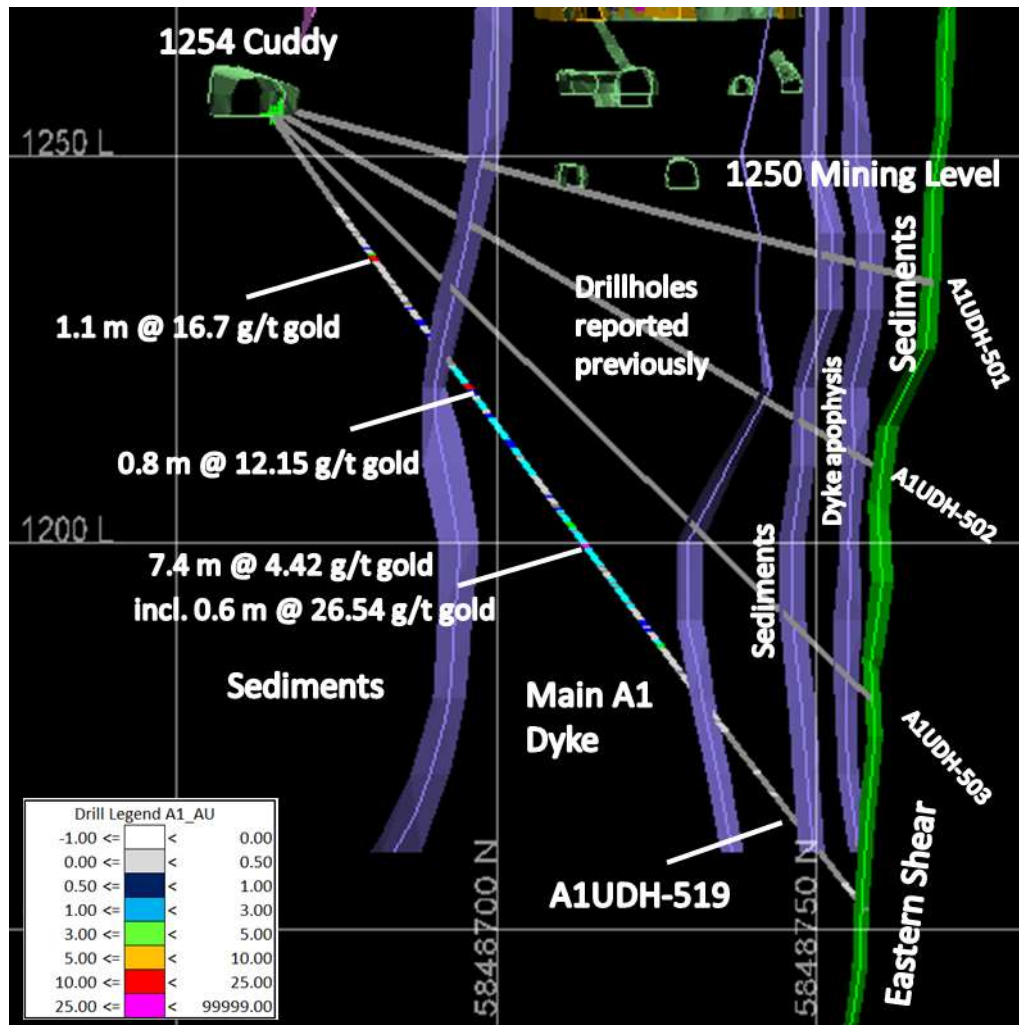 1254 Cuddy
1250 L
1250 Mining Level
Sediments
A1UDH-501
1.1 m @ 16.7 g/t gold
Drillholes
reported
previously
Dyke apophysis
0.8 m @ 12.15 g/t gold
A1UDH-502
1200 L
7.4 m @ 4.42 g/t gold
incl. 0.6 m @ 26.54 g/t gold
Sediments
Sediments
Main A1
Dyke
A1UDH-503
Drill Legend A1_AU
-1.00 <= < 0.00
0.00 <= < 0.50
0.50 <= < 1.00
1.00 <= < 3.00
3.00 <= < 5.00
5.00 <= < 10.00
10.00 <= < 25.00
25.00 <= < 99999.00
A1UDH-519
5848700 N
5848750 N
Eastern Shear